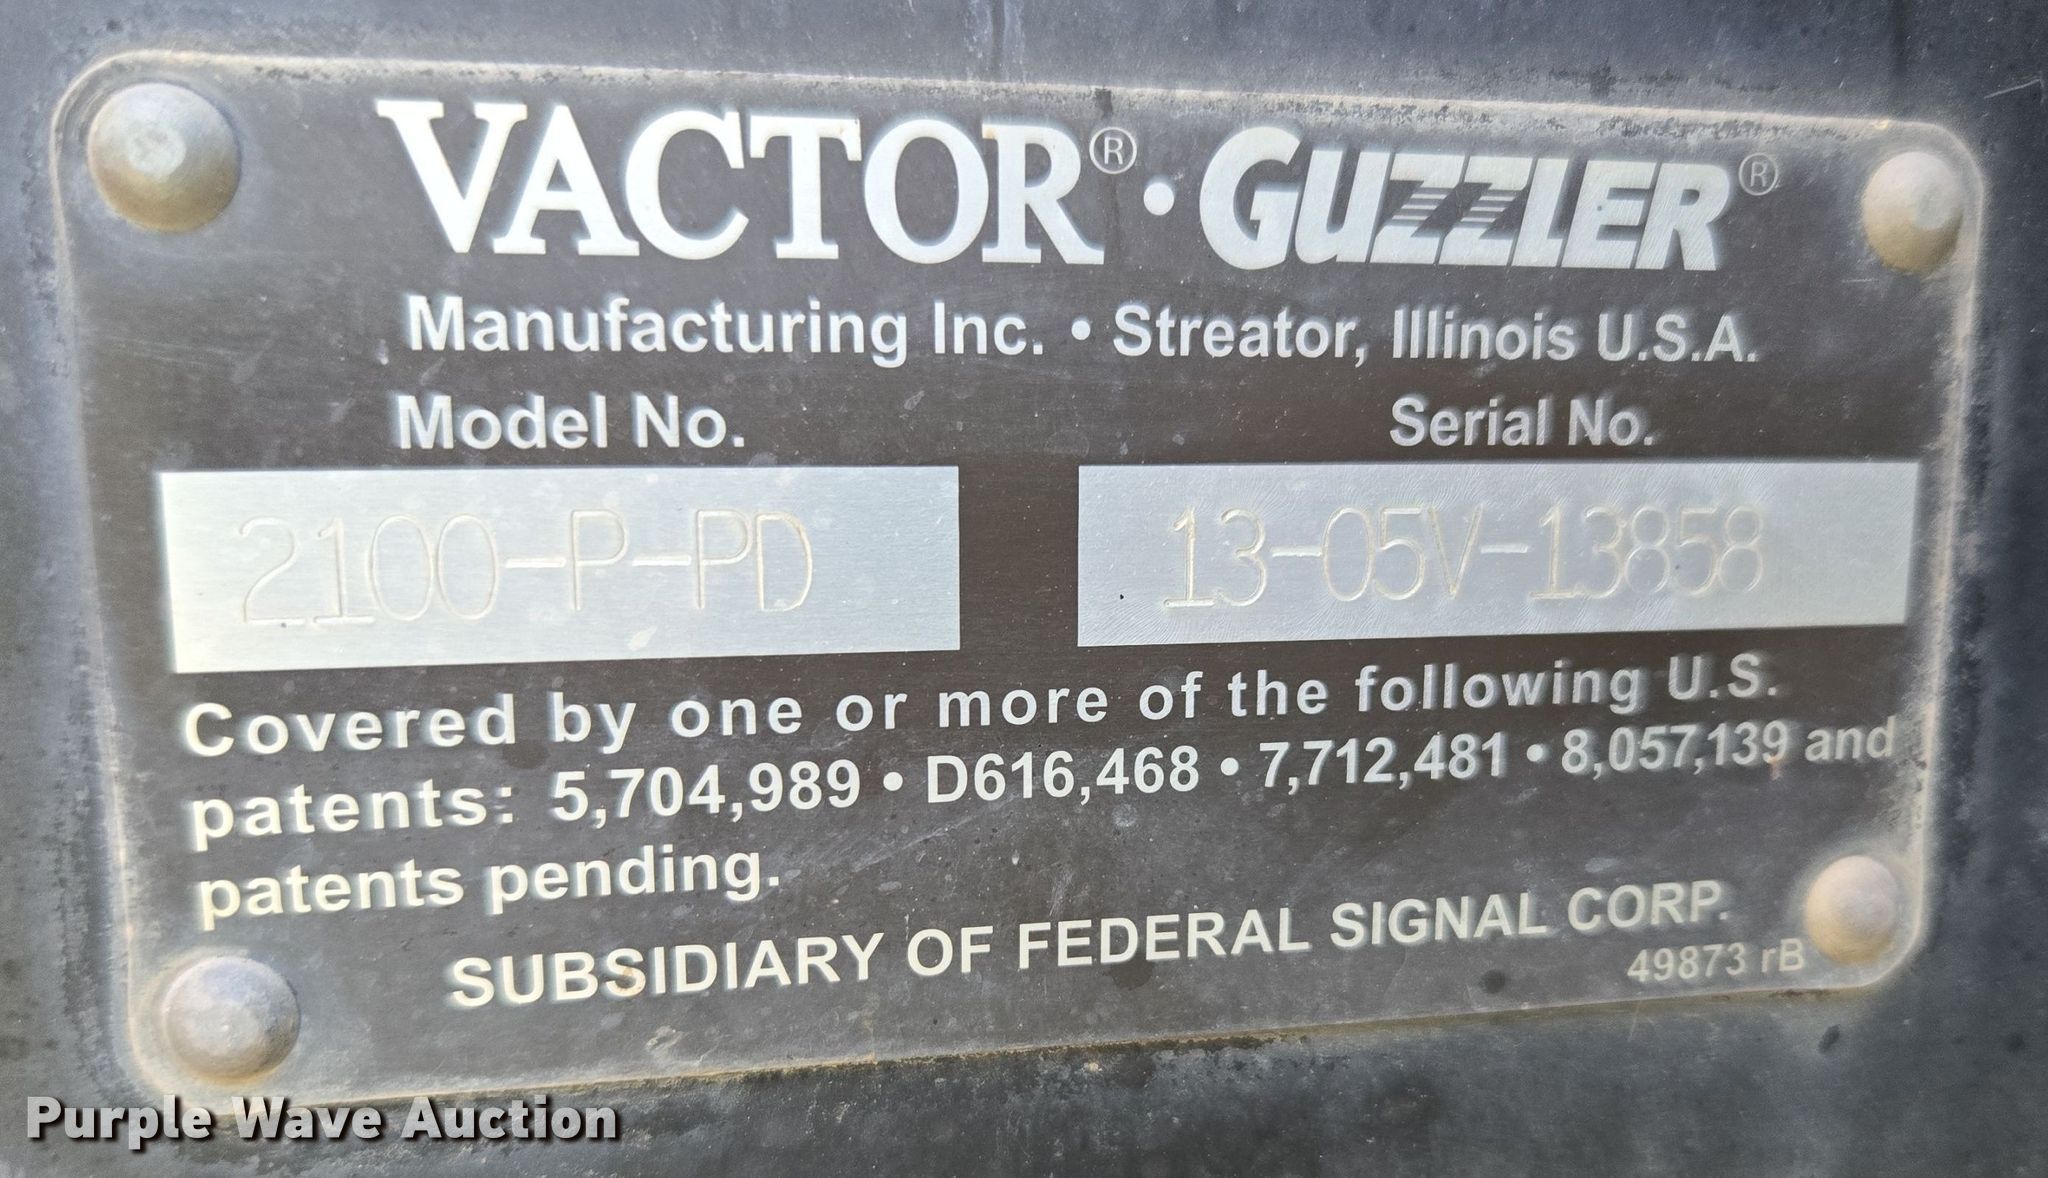 VACTOR® • GUZZLER®
Manufacturing Inc. • Streator, Illinois U.S.A.
Model No. Serial No.
2100-P-PD 13-05V-13858
Covered by one or more of the following U.S.
patents: 5,704,989 • D616,468 • 7,712,481 • 8,057,139 and
patents pending.
SUBSIDIARY OF FEDERAL SIGNAL CORP.
49873 rB
Purple Wave Auction